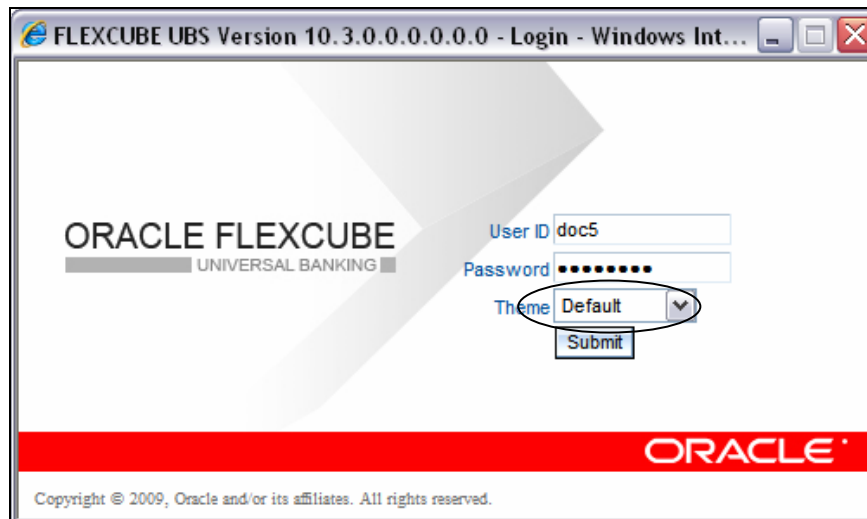 FLEXCUBE UBS Version 10.3.0.0.0.0.0.0 - Login - Windows Int...
ORACLE FLEXCUBE
UNIVERSAL BANKING
User ID doc5
Password ••••••••
Theme Default
Submit
ORACLE
Copyright © 2009, Oracle and/or its affiliates. All rights reserved.